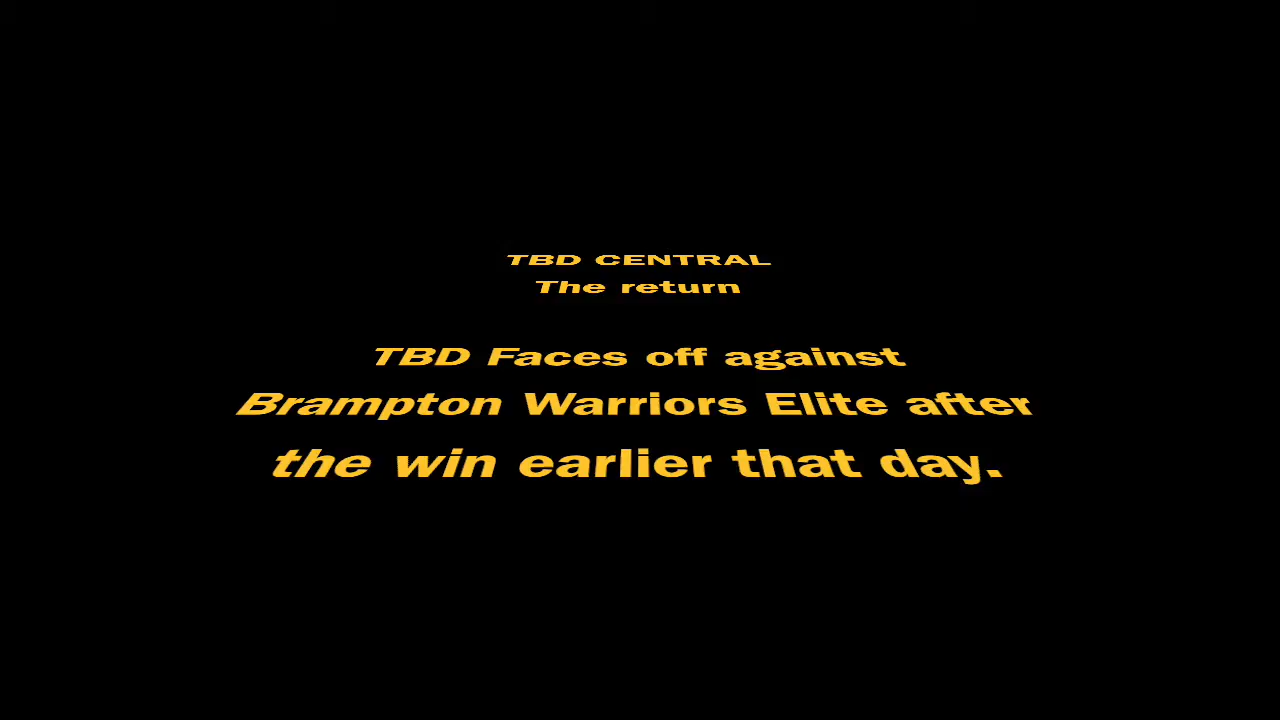 TBD CENTRAL
The return
TBD Faces off against
Brampton Warriors Elite after
the win earlier that day.